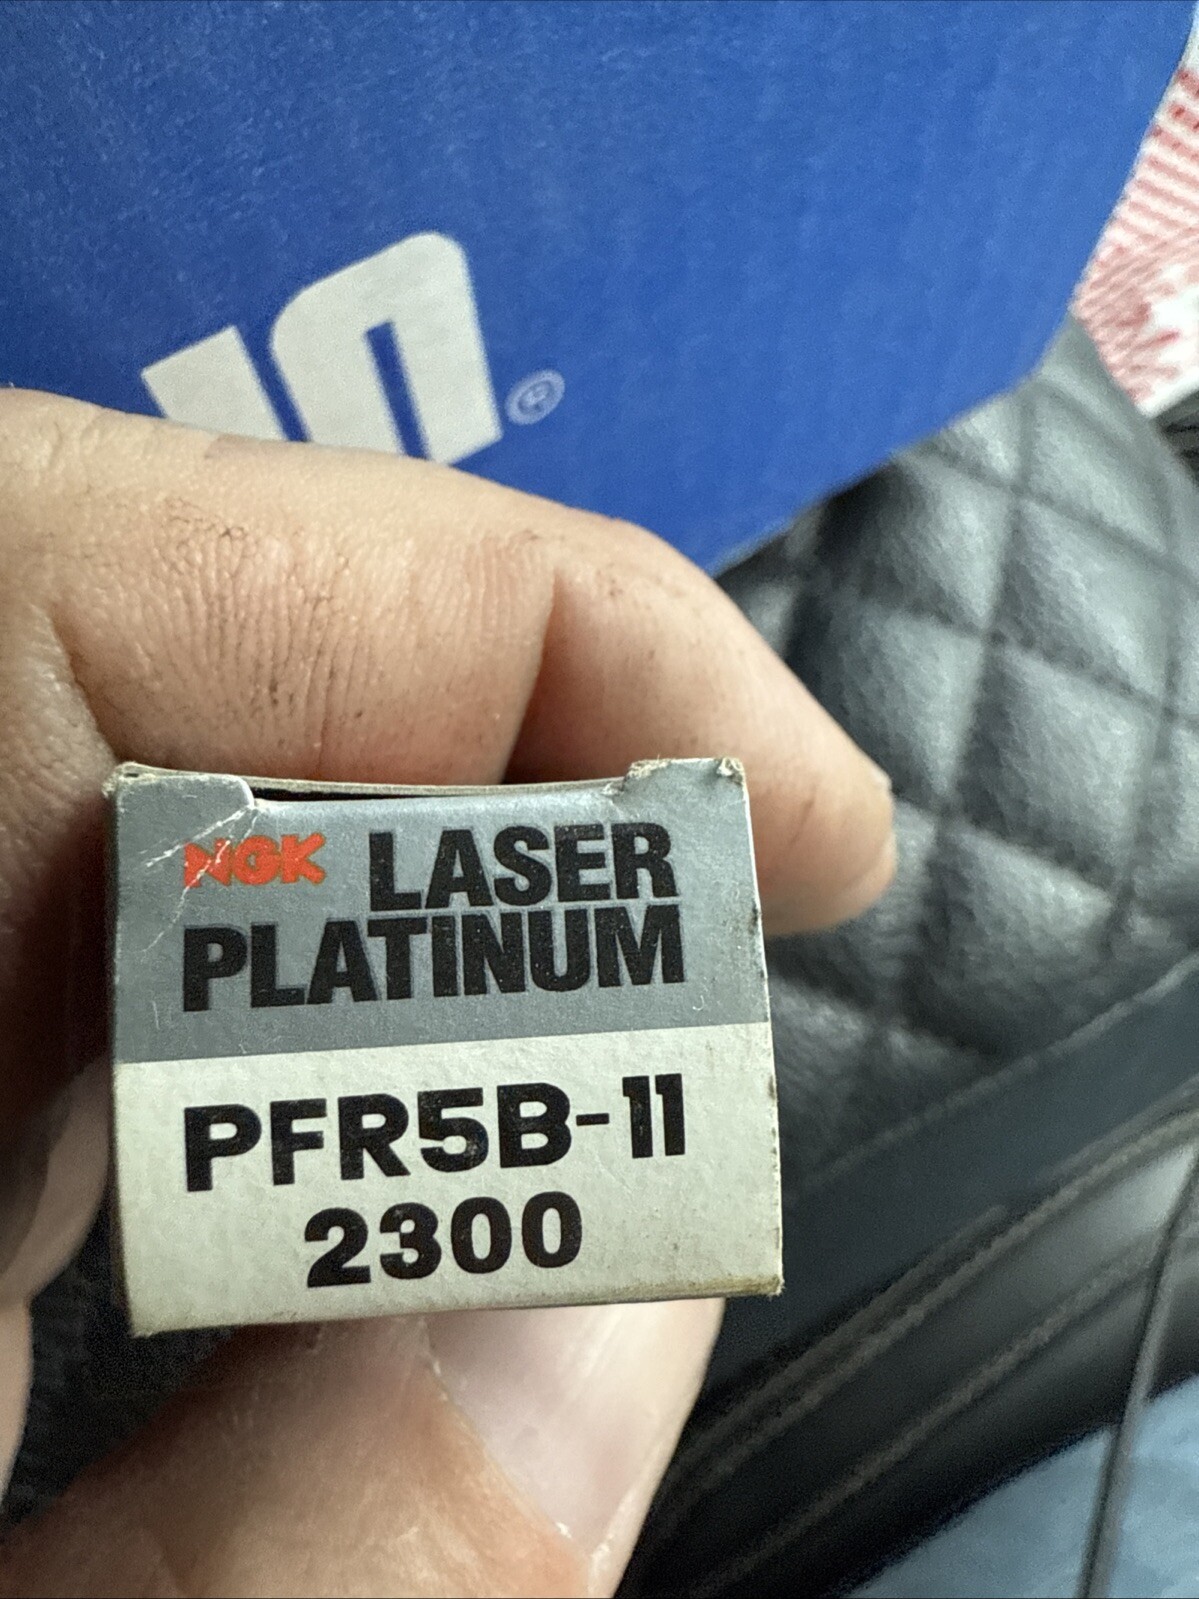 n®
NGK LASER
PLATINUM
PFR5B-11
2300